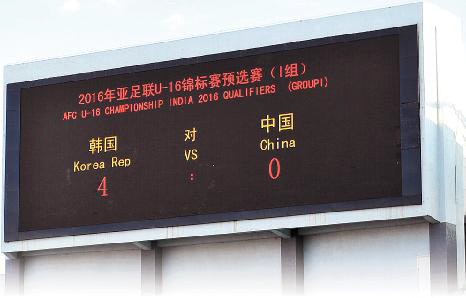 2016年亚足联U-16锦标赛预选赛（I组）
AFC U-16 CHAMPIONSHIP INDIA 2016 QUALIFIERS (GROUPI)
韩国 对 中国
Korea Rep VS China
4 : 0